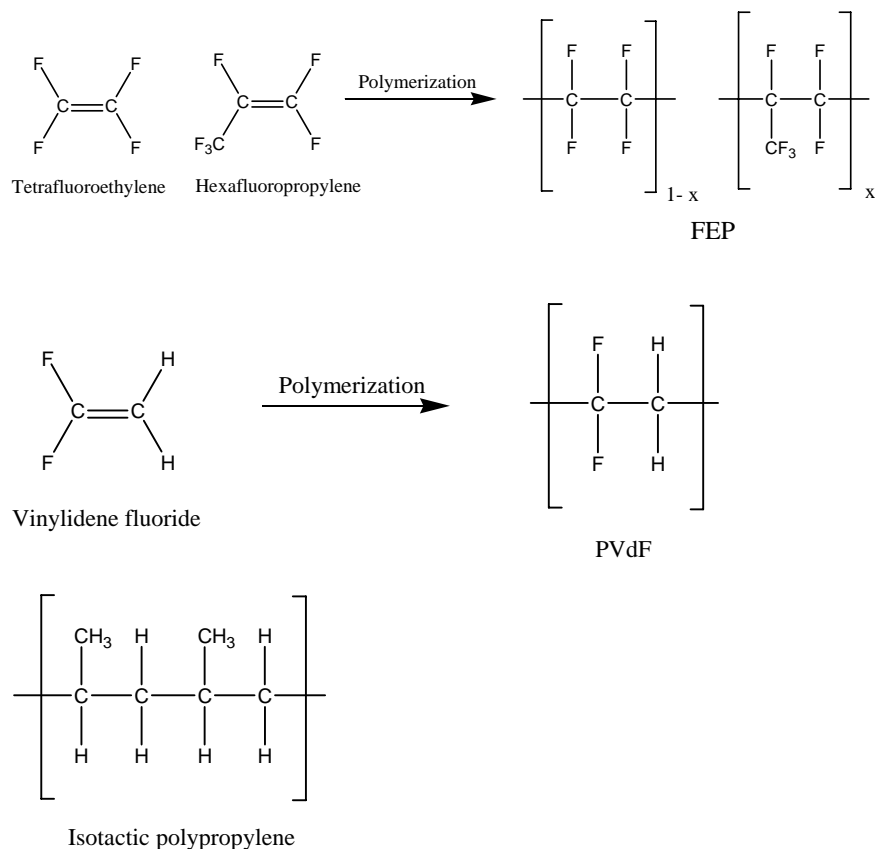 F F F F Polymerization F F F F
C C C C C C C C
F F F₃C F F F CF₃ F
Tetrafluoroethylene Hexafluoropropylene
1- x x
FEP
F H F H
Polymerization
C C C C
F H F H
Vinylidene fluoride
PVdF
CH₃ H CH₃ H
C C C C
H H H H
Isotactic polypropylene